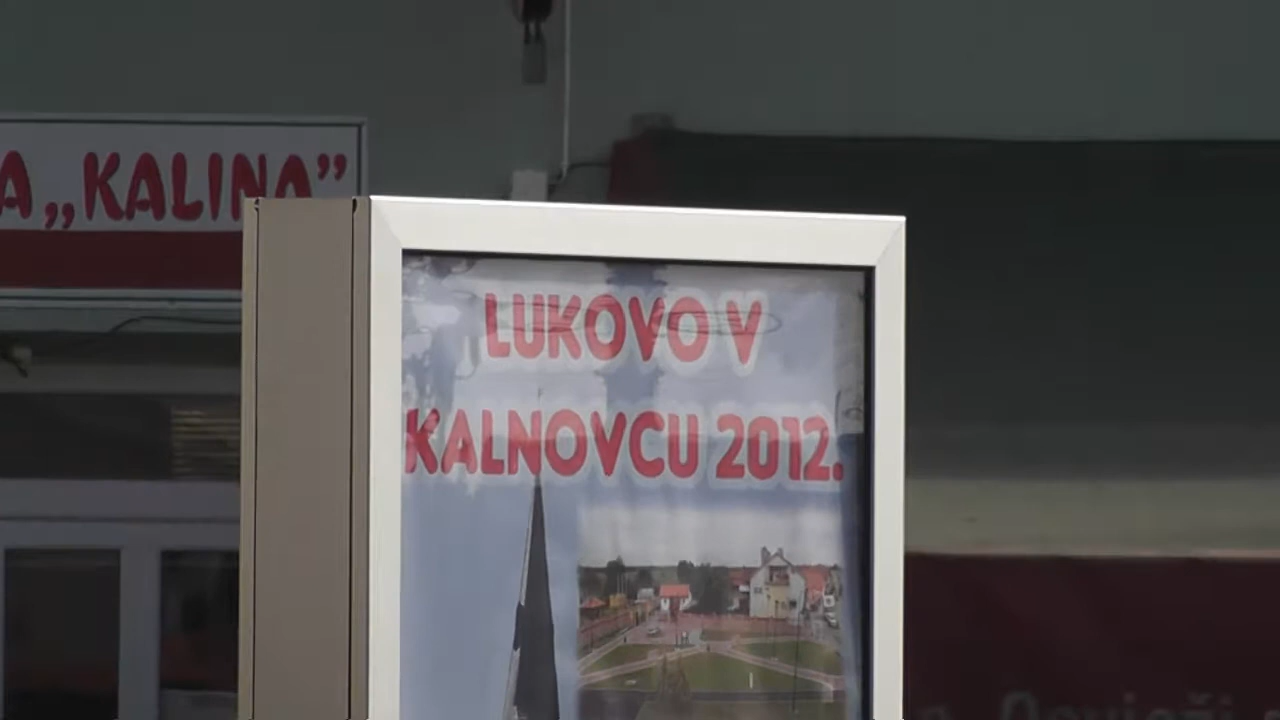 A „KALINA”
LUKOVO V
KALNOVCU 2012.